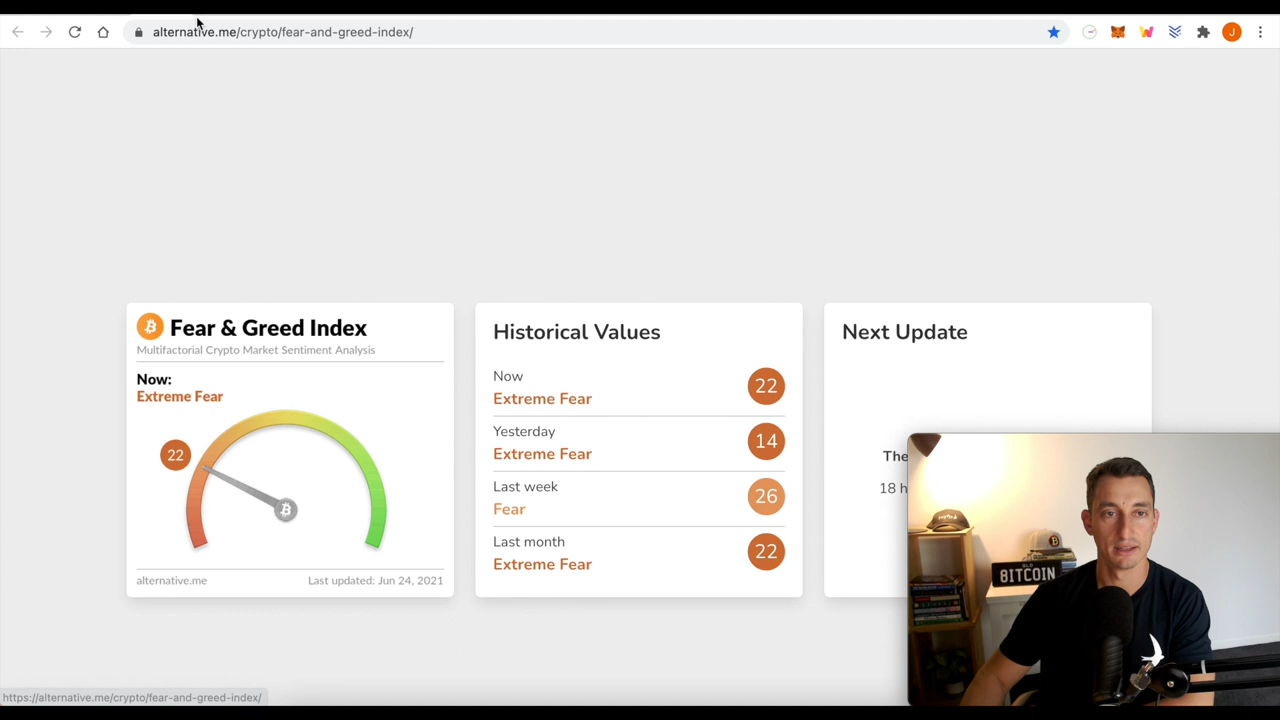 alternative.me/crypto/fear-and-greed-index/
J
Fear & Greed Index
Multifactorial Crypto Market Sentiment Analysis
Now:
Extreme Fear
22
alternative.me
Last updated: Jun 24, 2021
Historical Values
Now
Extreme Fear
22
Yesterday
Extreme Fear
14
Last week
Fear
26
Last month
Extreme Fear
22
Next Update
The
18 h
BITCOIN
https://alternative.me/crypto/fear-and-greed-index/